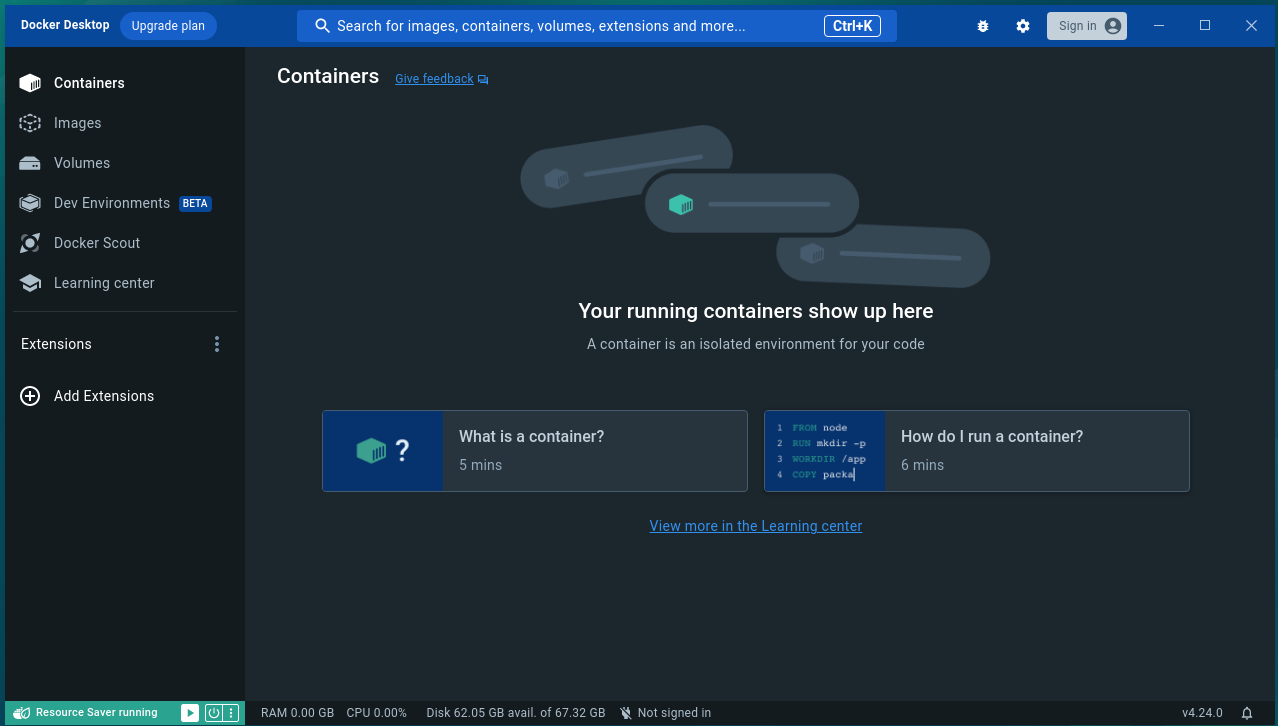 Docker Desktop
Upgrade plan
Search for images, containers, volumes, extensions and more...
Ctrl+K
Sign in
Containers
Images
Volumes
Dev Environments BETA
Docker Scout
Learning center
Extensions
Add Extensions
Containers
Give feedback
Your running containers show up here
A container is an isolated environment for your code
?
What is a container?
5 mins
1 FROM node
2 RUN mkdir -p
3 WORKDIR /app
4 COPY packa
How do I run a container?
6 mins
View more in the Learning center
Resource Saver running
RAM 0.00 GB CPU 0.00% Disk 62.05 GB avail. of 67.32 GB Not signed in
v4.24.0